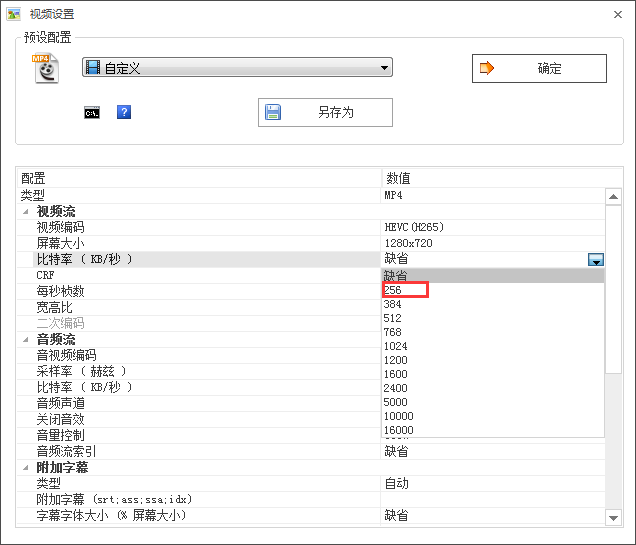 视频设置
预设配置
MP4
自定义
确定
C:\.
?
另存为
配置 数值
类型 MP4
视频流
视频编码 HEVC(H265)
屏幕大小 1280x720
比特率 ( KB/秒 ) 缺省
CRF 缺省
每秒桢数 256
384
宽高比
512
二次编码
768
音频流
1024
音视频编码
1200
采样率 ( 赫兹 ) 1600
比特率 ( KB/秒 ) 2400
音频声道 5000
关闭音效 10000
音量控制 16000
音频流索引 缺省
附加字幕
类型 自动
附加字幕 (srt;ass;ssa;idx)
字幕字体大小 (% 屏幕大小) 缺省